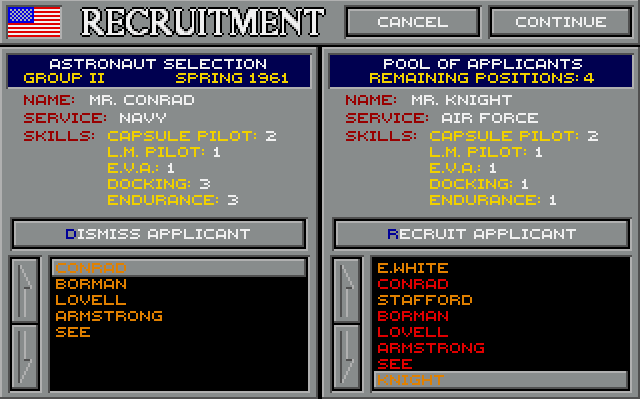 RECRUITMENT
CANCEL
CONTINUE
ASTRONAUT SELECTION
GROUP II SPRING 1961
NAME: MR. CONRAD
SERVICE: NAVY
SKILLS: CAPSULE PILOT: 2
L.M. PILOT: 1
E.V.A.: 1
DOCKING: 3
ENDURANCE: 3
DISMISS APPLICANT
CONRAD
BORMAN
LOVELL
ARMSTRONG
SEE
POOL OF APPLICANTS
REMAINING POSITIONS: 4
NAME: MR. KNIGHT
SERVICE: AIR FORCE
SKILLS: CAPSULE PILOT: 2
L.M. PILOT: 1
E.V.A.: 1
DOCKING: 1
ENDURANCE: 1
RECRUIT APPLICANT
E.WHITE
CONRAD
STAFFORD
BORMAN
LOVELL
ARMSTRONG
SEE
KNIGHT